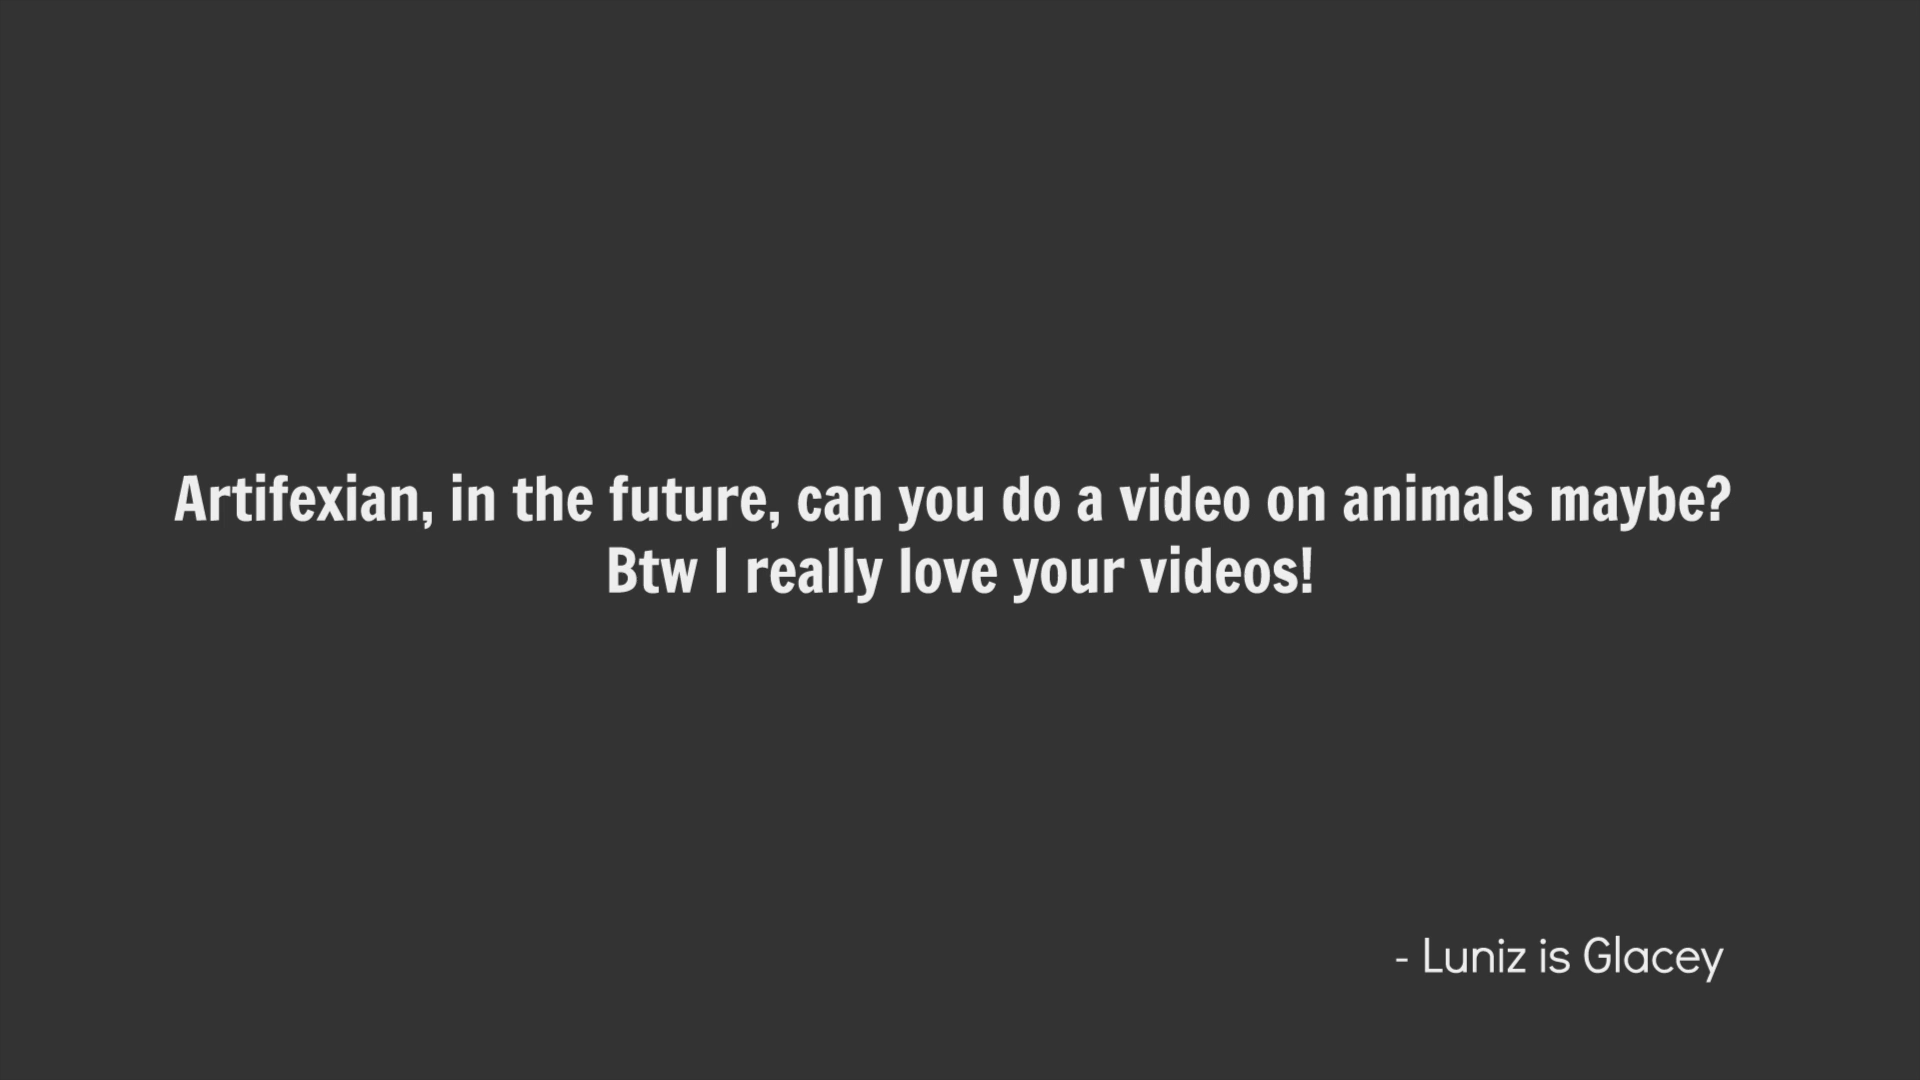 Artifexian, in the future, can you do a video on animals maybe?
Btw I really love your videos!
- Luniz is Glacey